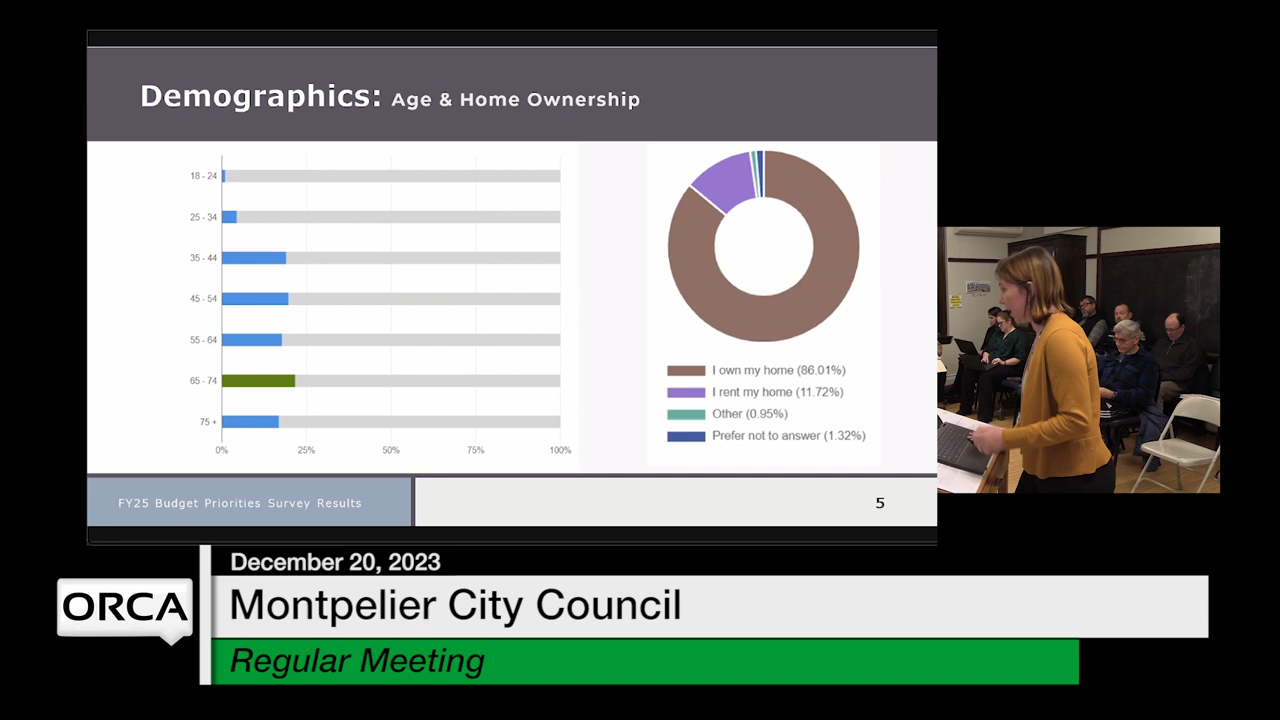 Demographics: Age & Home Ownership
18 - 24
25 - 34
35 - 44
45 - 54
55 - 64
65 - 74
75 +
0% 25% 50% 75% 100%
I own my home (86.01%)
I rent my home (11.72%)
Other (0.95%)
Prefer not to answer (1.32%)
FY25 Budget Priorities Survey Results
5
December 20, 2023
ORCA
Montpelier City Council
Regular Meeting